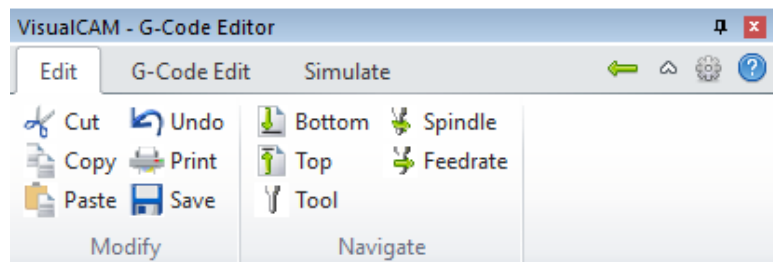 VisualCAM - G-Code Editor
Edit G-Code Edit Simulate
Cut Undo Bottom Spindle
Copy Print Top Feedrate
Paste Save Tool
Modify Navigate